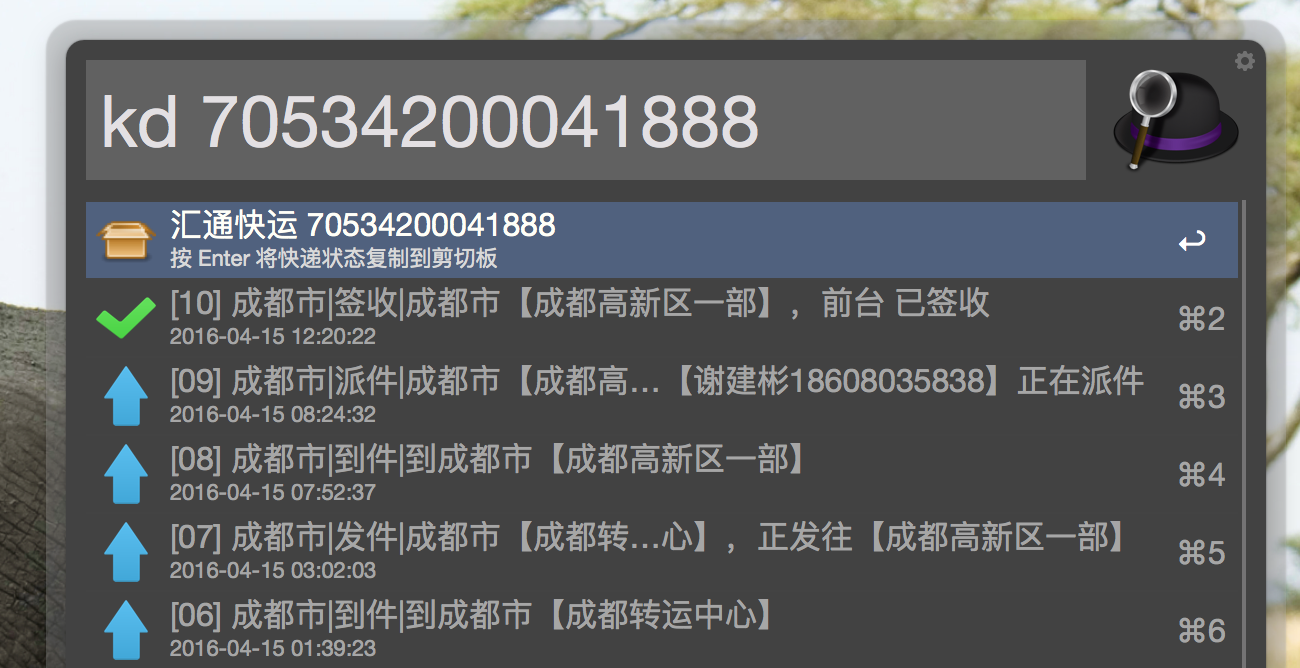 kd 70534200041888
汇通快运 70534200041888
按 Enter 将快递状态复制到剪切板
[10] 成都市|签收|成都市【成都高新区一部】，前台 已签收
⌘2
2016-04-15 12:20:22
[09] 成都市|派件|成都市【成都高…【谢建彬18608035838】正在派件
⌘3
2016-04-15 08:24:32
[08] 成都市|到件|到成都市【成都高新区一部】
⌘4
2016-04-15 07:52:37
[07] 成都市|发件|成都市【成都转…心】，正发往【成都高新区一部】
⌘5
2016-04-15 03:02:03
[06] 成都市|到件|到成都市【成都转运中心】
⌘6
2016-04-15 01:39:23